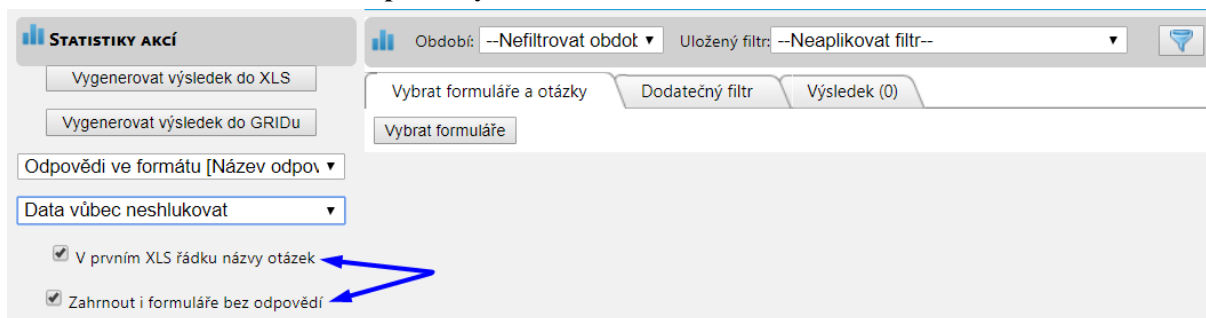 STATISTIKY AKCÍ
Vygenerovat výsledek do XLS
Vygenerovat výsledek do GRIDu
Odpovědi ve formátu [Název odpov
Data vůbec neshlukovat
V prvním XLS řádku názvy otázek
Zahrnout i formuláře bez odpovědí
Období: --Nefiltrovat obdot Uložený filtr: --Neaplikovat filtr--
Vybrat formuláře a otázky Dodatečný filtr Výsledek (0)
Vybrat formuláře